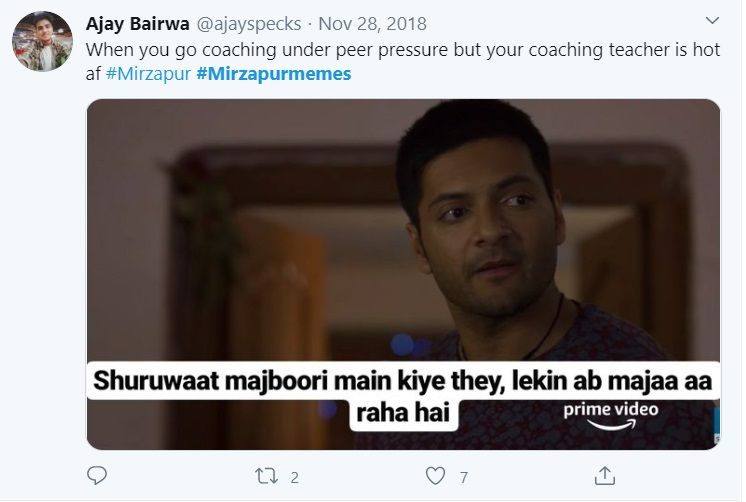 Ajay Bairwa @ajayspecks · Nov 28, 2018
When you go coaching under peer pressure but your coaching teacher is hot
af #Mirzapur #Mirzapurmemes
Shuruwaat majboori main kiye they, lekin ab majaa aa
raha hai
prime video
2
7